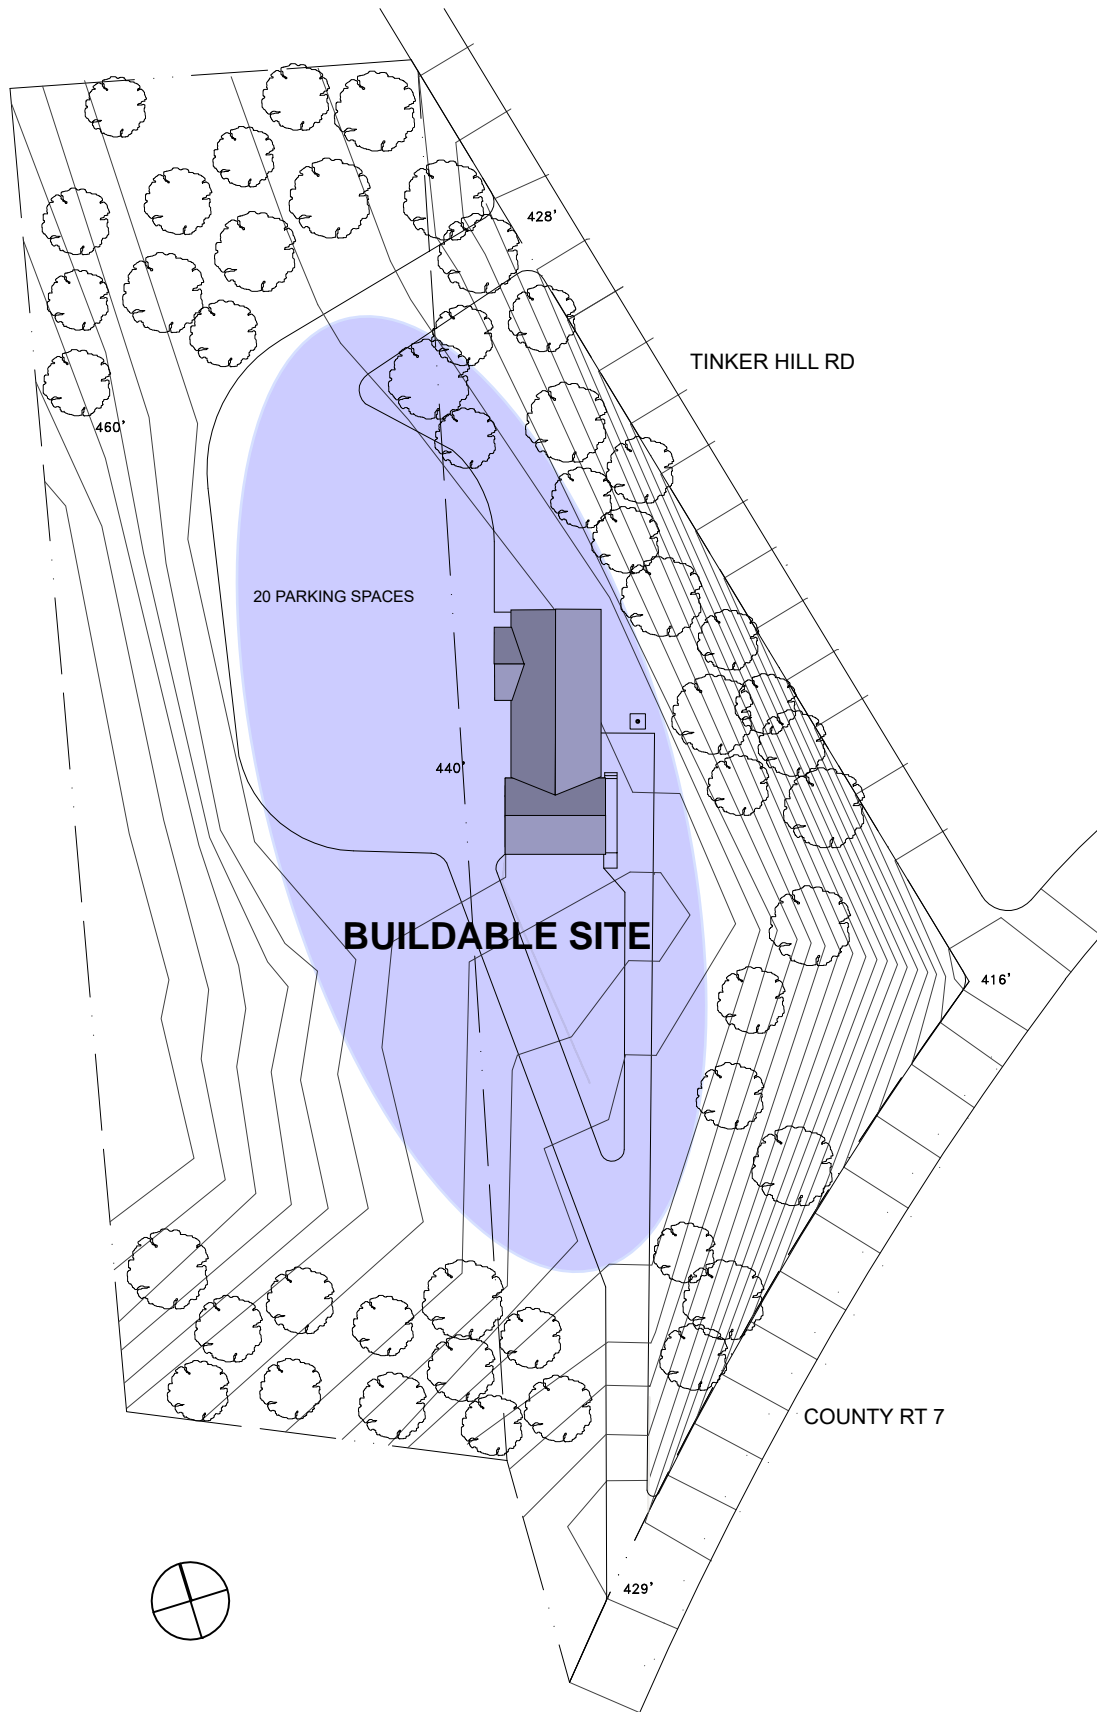 428'
TINKER HILL RD
460'
20 PARKING SPACES
440'
BUILDABLE SITE
416'
COUNTY RT 7
429'